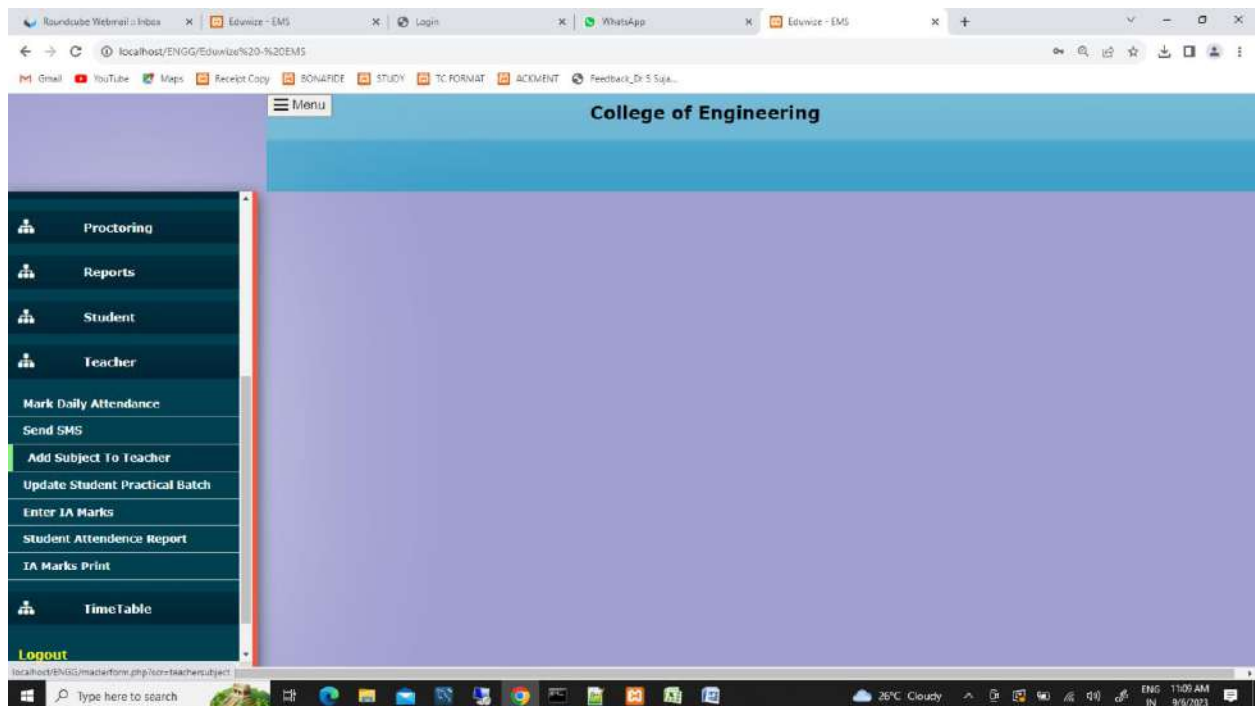 Roundcube Webmail :: Inbox
Eduwize - EMS
Login
WhatsApp
Eduwize - EMS
localhost/ENGG/Eduwize%20-%20EMS
Gmail
YouTube
Maps
Receipt Copy
BONAFIDE
STUDY
TC FORMAT
ACKMENT
Feedback_Dr S Suja...
Menu
College of Engineering
Proctoring
Reports
Student
Teacher
Mark Daily Attendance
Send SMS
Add Subject To Teacher
Update Student Practical Batch
Enter IA Marks
Student Attendence Report
IA Marks Print
TimeTable
Logout
localhost/ENGG/masterform.php?scr=teachersubject
Type here to search
26°C Cloudy
ENG
IN
11:09 AM
9/6/2023